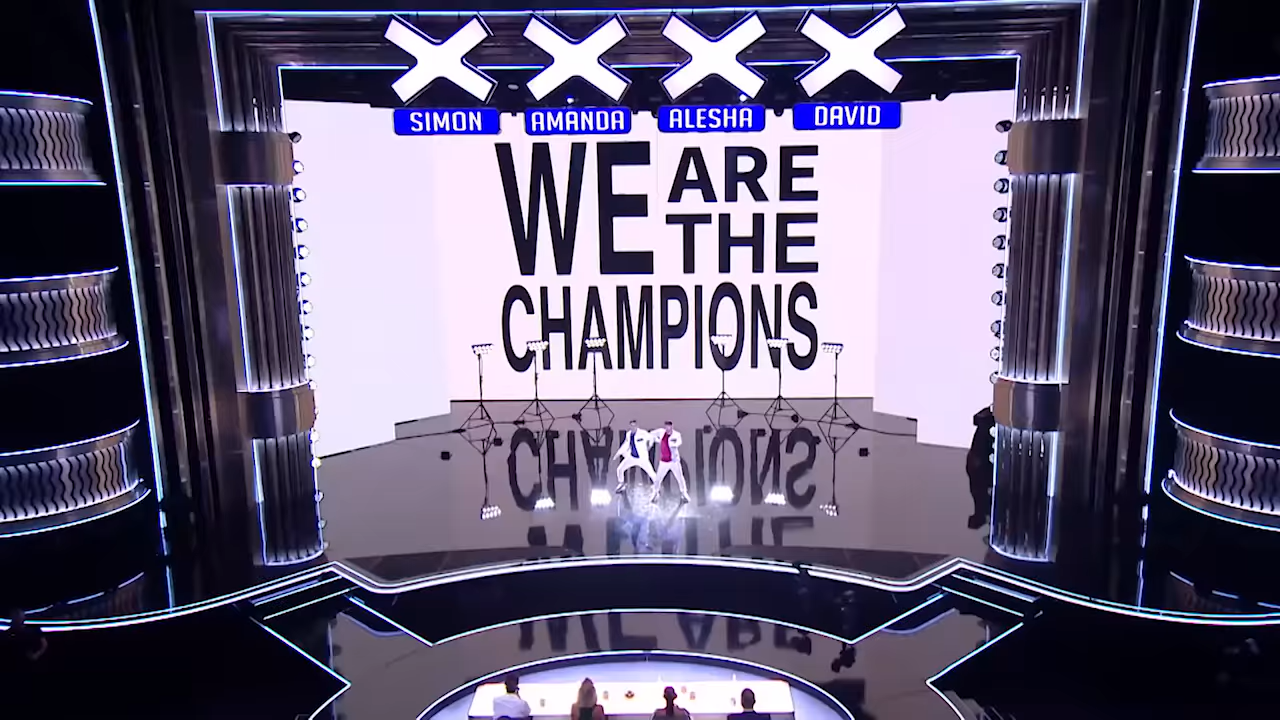 SIMON
AMANDA
ALESHA
DAVID
WE ARE
THE
CHAMPIONS